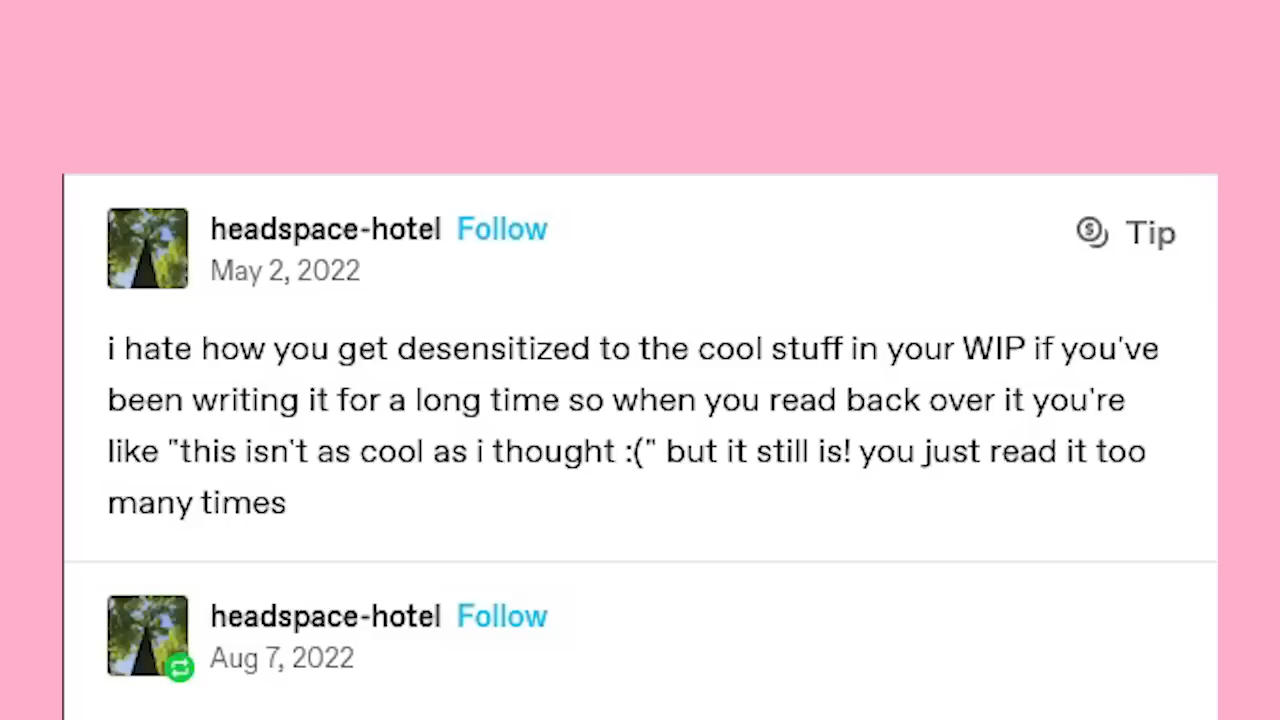 headspace-hotel Follow
Tip
May 2, 2022
i hate how you get desensitized to the cool stuff in your WIP if you've
been writing it for a long time so when you read back over it you're
like "this isn't as cool as i thought :(" but it still is! you just read it too
many times
headspace-hotel Follow
Aug 7, 2022